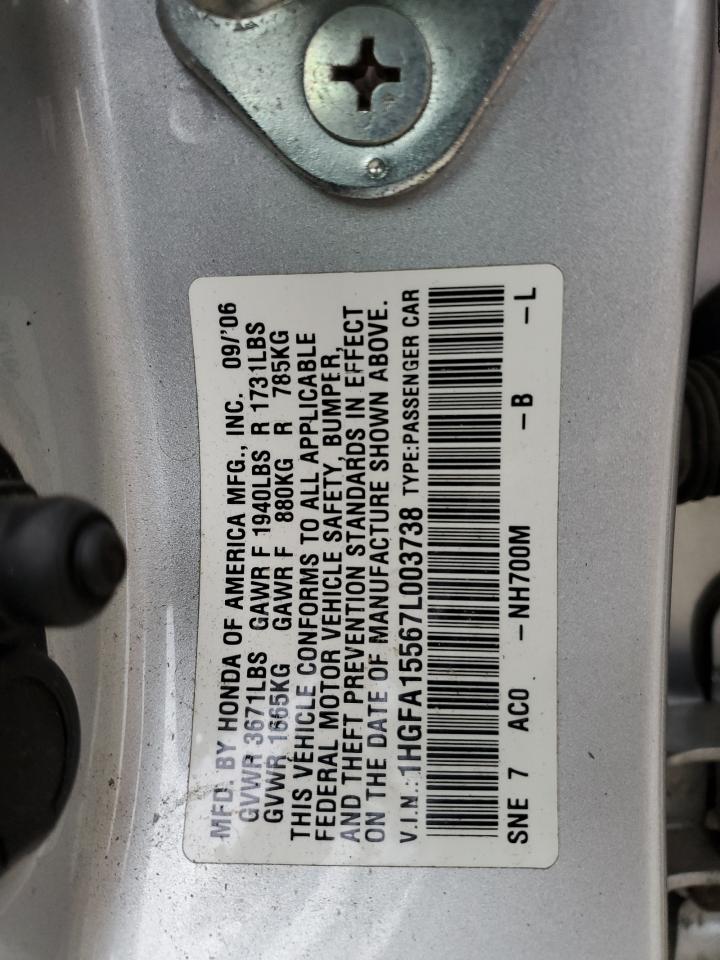 MFD. BY HONDA OF AMERICA MFG., INC. 09/'06
GVWR 3671LBS GAWR F 1940LBS R 1731LBS
GVWR 1665KG GAWR F 880KG R 785KG
THIS VEHICLE CONFORMS TO ALL APPLICABLE
FEDERAL MOTOR VEHICLE SAFETY, BUMPER,
AND THEFT PREVENTION STANDARDS IN EFFECT
ON THE DATE OF MANUFACTURE SHOWN ABOVE.
V.I.N.: 1HGFA15567L003738 TYPE:PASSENGER CAR
SNE 7 AC0 -NH700M -B -L